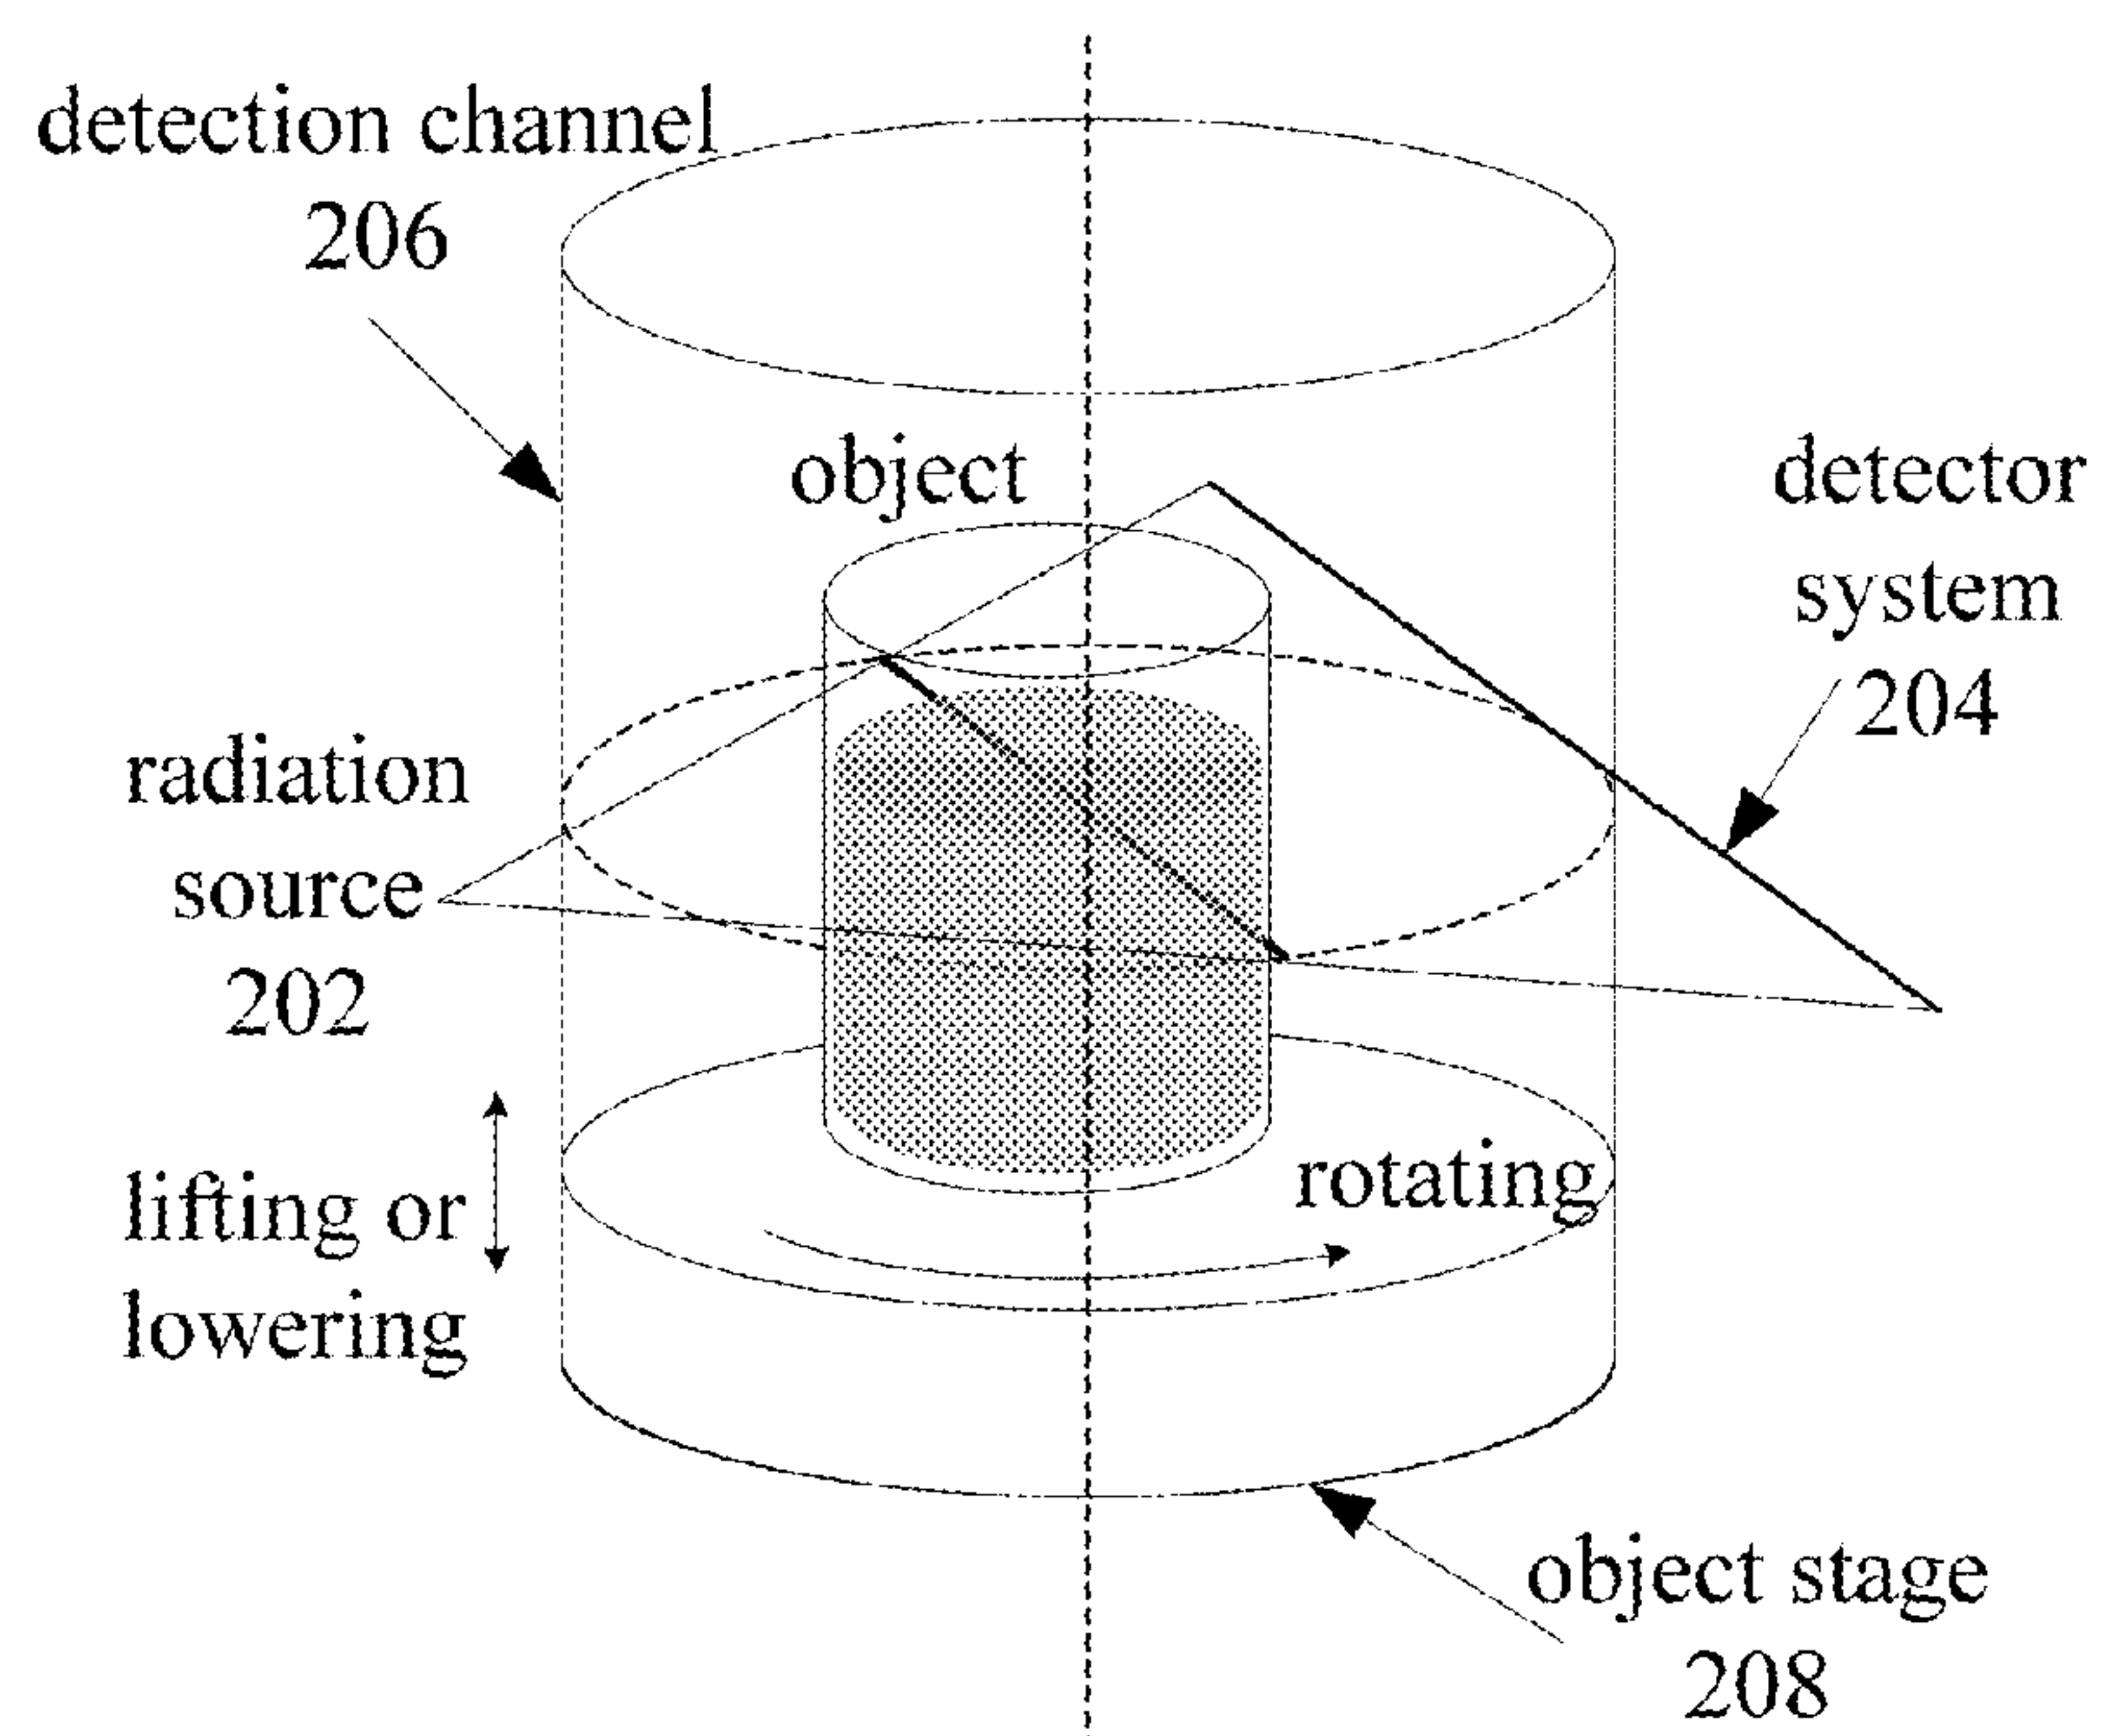 detection channel
206
object
detector
system
204
radiation
source
202
rotating
lifting or
lowering
object stage
208